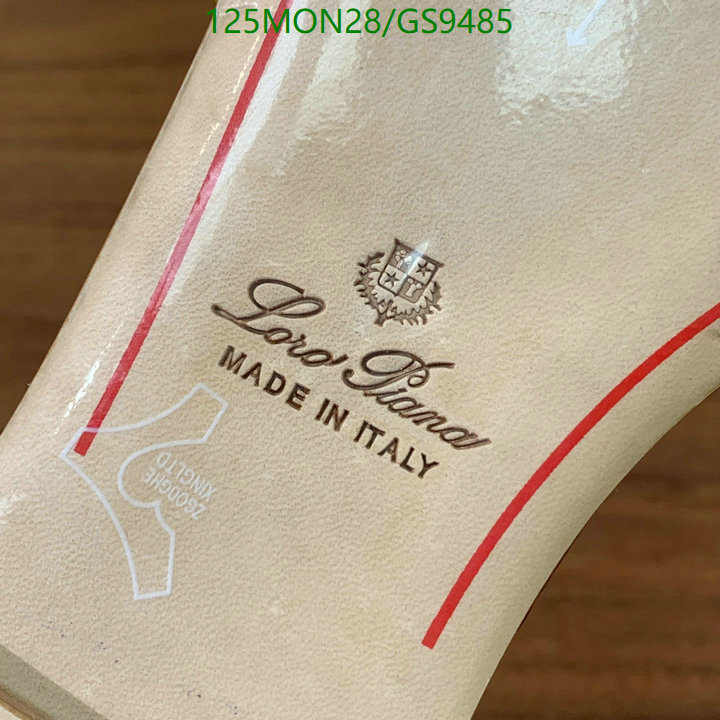 125MON28/GS9485
Loro Piana
MADE IN ITALY
ZGODGHE
XINGLTD